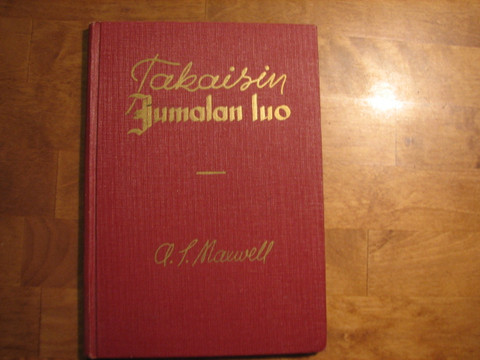 Takaisin
Jumalan luo
A. S. Maxwell